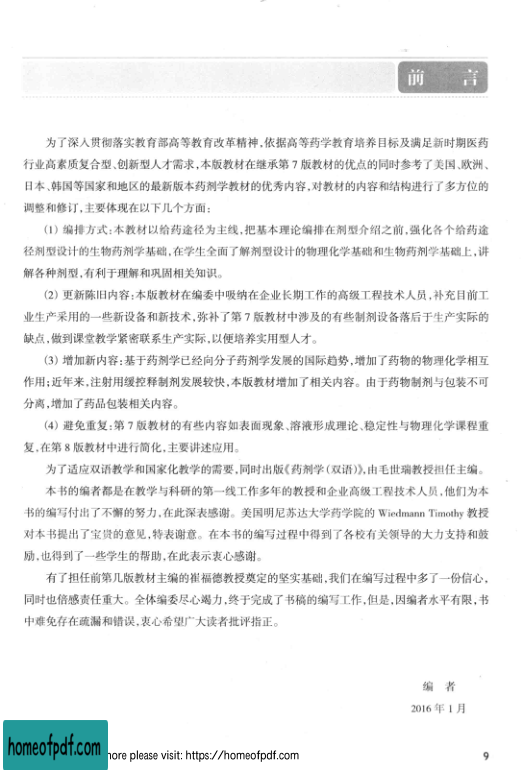 前 言
为了深入贯彻落实教育部高等教育改革精神,依据高等药学教育培养目标及满足新时期医药
行业高素质复合型、创新型人才需求,本版教材在继承第7版教材的优点的同时参考了美国、欧洲、
日本、韩国等国家和地区的最新版本药剂学教材的优秀内容,对教材的内容和结构进行了多方位的
调整和修订,主要体现在以下几个方面:
(1) 编排方式:本教材以给药途径为主线,把基本理论编排在剂型介绍之前,强化各个给药途
径剂型设计的生物药剂学基础,在学生全面了解剂型设计的物理化学基础和生物药剂学基础上,讲
解各种剂型,有利于理解和巩固相关知识。
(2) 更新陈旧内容:本版教材在编委中吸纳在企业长期工作的高级工程技术人员,补充目前工
业生产采用的一些新设备和新技术,弥补了第7版教材中涉及的有些制剂设备落后于生产实际的
缺点,做到课堂教学紧密联系生产实际,以便培养实用型人才。
(3) 增加新内容:基于药剂学已经向分子药剂学发展的国际趋势,增加了药物的物理化学相互
作用;近年来,注射用缓控释制剂发展较快,本版教材增加了相关内容。由于药物制剂与包装不可
分离,增加了药品包装相关内容。
(4) 避免重复:第7版教材的有些内容如表面现象、溶液形成理论、稳定性与物理化学课程重
复,在第8版教材中进行简化,主要讲述应用。
为了适应双语教学和国家化教学的需要,同时出版《药剂学(双语)》,由毛世瑞教授担任主编。
本书的编者都是在教学与科研的第一线工作多年的教授和企业高级工程技术人员,他们为本
书的编写付出了不懈的努力,在此深表感谢。美国明尼苏达大学药学院的 Wiedmann Timothy 教授
对本书提出了宝贵的意见,特表谢意。在本书的编写过程中得到了各校有关领导的大力支持和鼓
励,也得到了一些学生的帮助,在此表示衷心感谢。
有了担任前第几版教材主编的崔福德教授奠定的坚实基础,我们在编写过程中多了一份信心,
同时也倍感责任重大。全体编委尽心竭力,终于完成了书稿的编写工作,但是,因编者水平有限,书
中难免存在疏漏和错误,衷心希望广大读者批评指正。
编 者
2016 年 1 月
homeofpdf.com
more please visit: https://homeofpdf.com
9